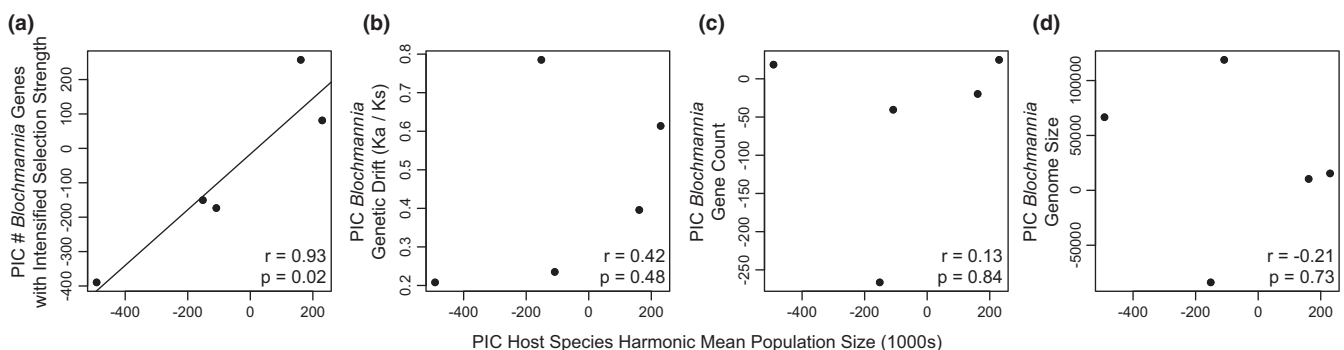 (a)
PIC # Blochmannia Genes
with Intensified Selection Strength
200
100
0
-100
-200
-300
-400
-400
-200
0
200
r = 0.93
p = 0.02
(b)
PIC Blochmannia
Genetic Drift (Ka / Ks)
0.8
0.7
0.6
0.5
0.4
0.3
0.2
-400
-200
0
200
r = 0.42
p = 0.48
(c)
PIC Blochmannia
Gene Count
0
-50
-100
-150
-200
-250
-400
-200
0
200
r = 0.13
p = 0.84
(d)
PIC Blochmannia
Genome Size
100000
50000
0
-50000
-400
-200
0
200
r = -0.21
p = 0.73
PIC Host Species Harmonic Mean Population Size (1000s)